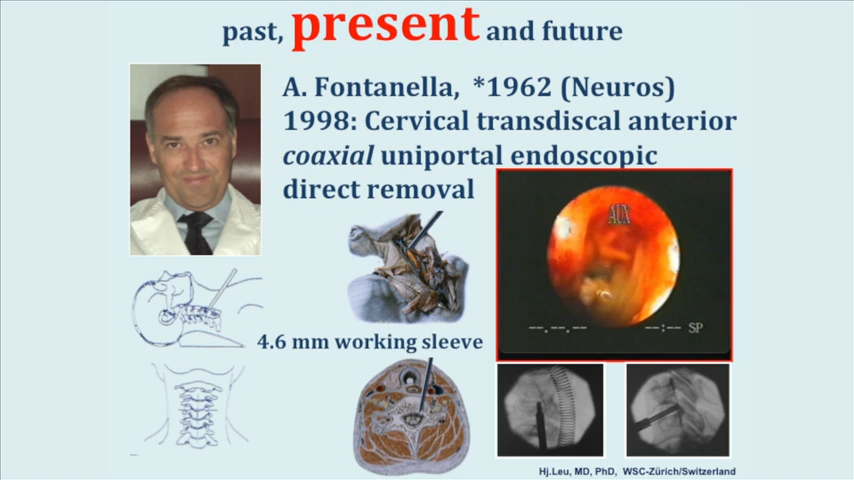 past, present and future
A. Fontanella, *1962 (Neuros)
1998: Cervical transdiscal anterior
coaxial uniportal endoscopic
direct removal
AUX
--.--.-- --:-- SP
4.6 mm working sleeve
Hj.Leu, MD, PhD, WSC-Zürich/Switzerland